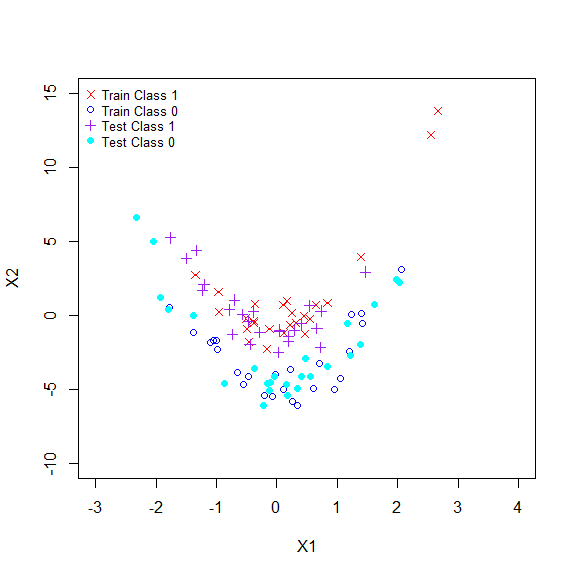 Train Class 1
Train Class 0
Test Class 1
Test Class 0
15
10
5
0
-5
-10
X2
-3 -2 -1 0 1 2 3 4
X1